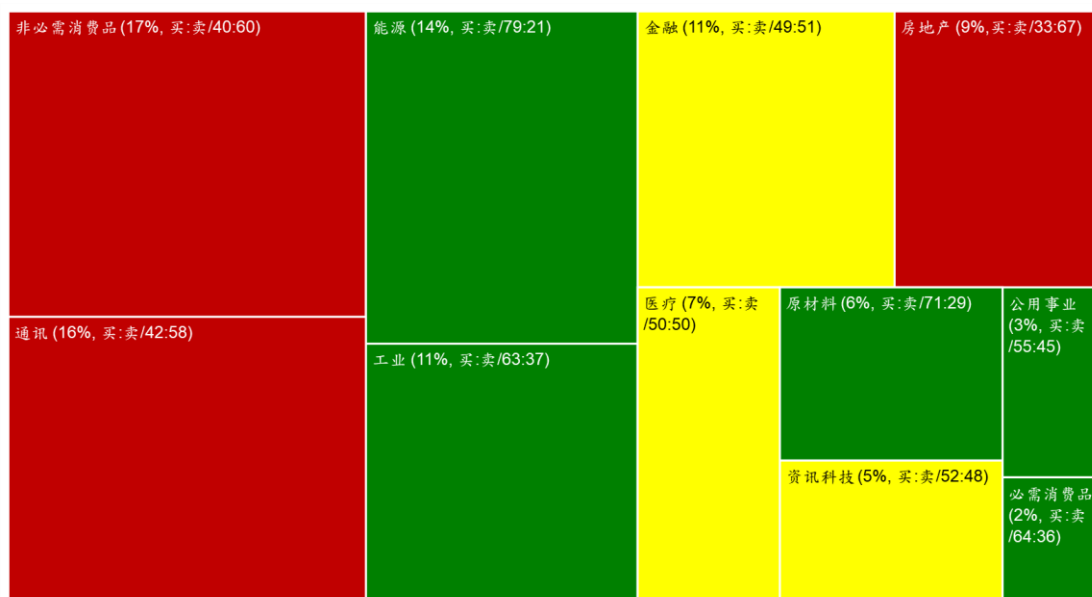 非必需消费品 (17%, 买:卖/40:60)
能源 (14%, 买:卖/79:21)
金融 (11%, 买:卖/49:51)
房地产 (9%,买:卖/33:67)
通讯 (16%, 买:卖/42:58)
工业 (11%, 买:卖/63:37)
医疗 (7%, 买:卖
/50:50)
原材料 (6%, 买:卖/71:29)
公用事业
(3%, 买:卖
/55:45)
资讯科技 (5%, 买:卖/52:48)
必需消费品
(2%, 买:卖
/64:36)